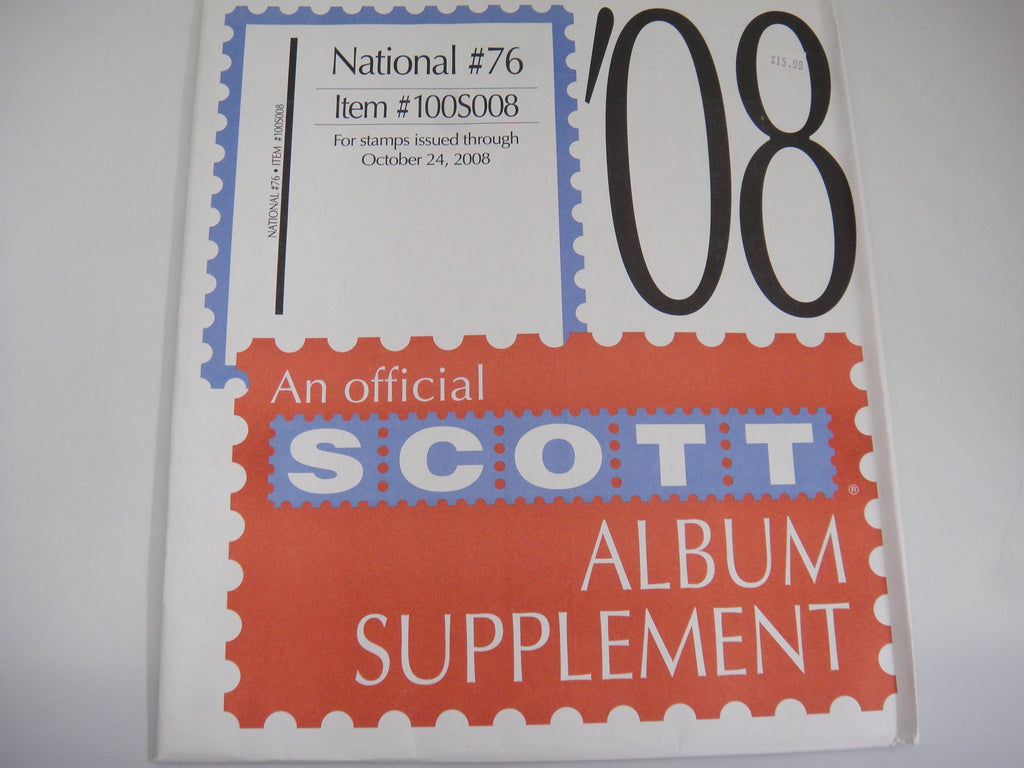 National #76
Item #100S008
For stamps issued through
October 24, 2008
NATIONAL #76 • ITEM #100S008
'08
$15.99
An official
SCOTT®
ALBUM
SUPPLEMENT